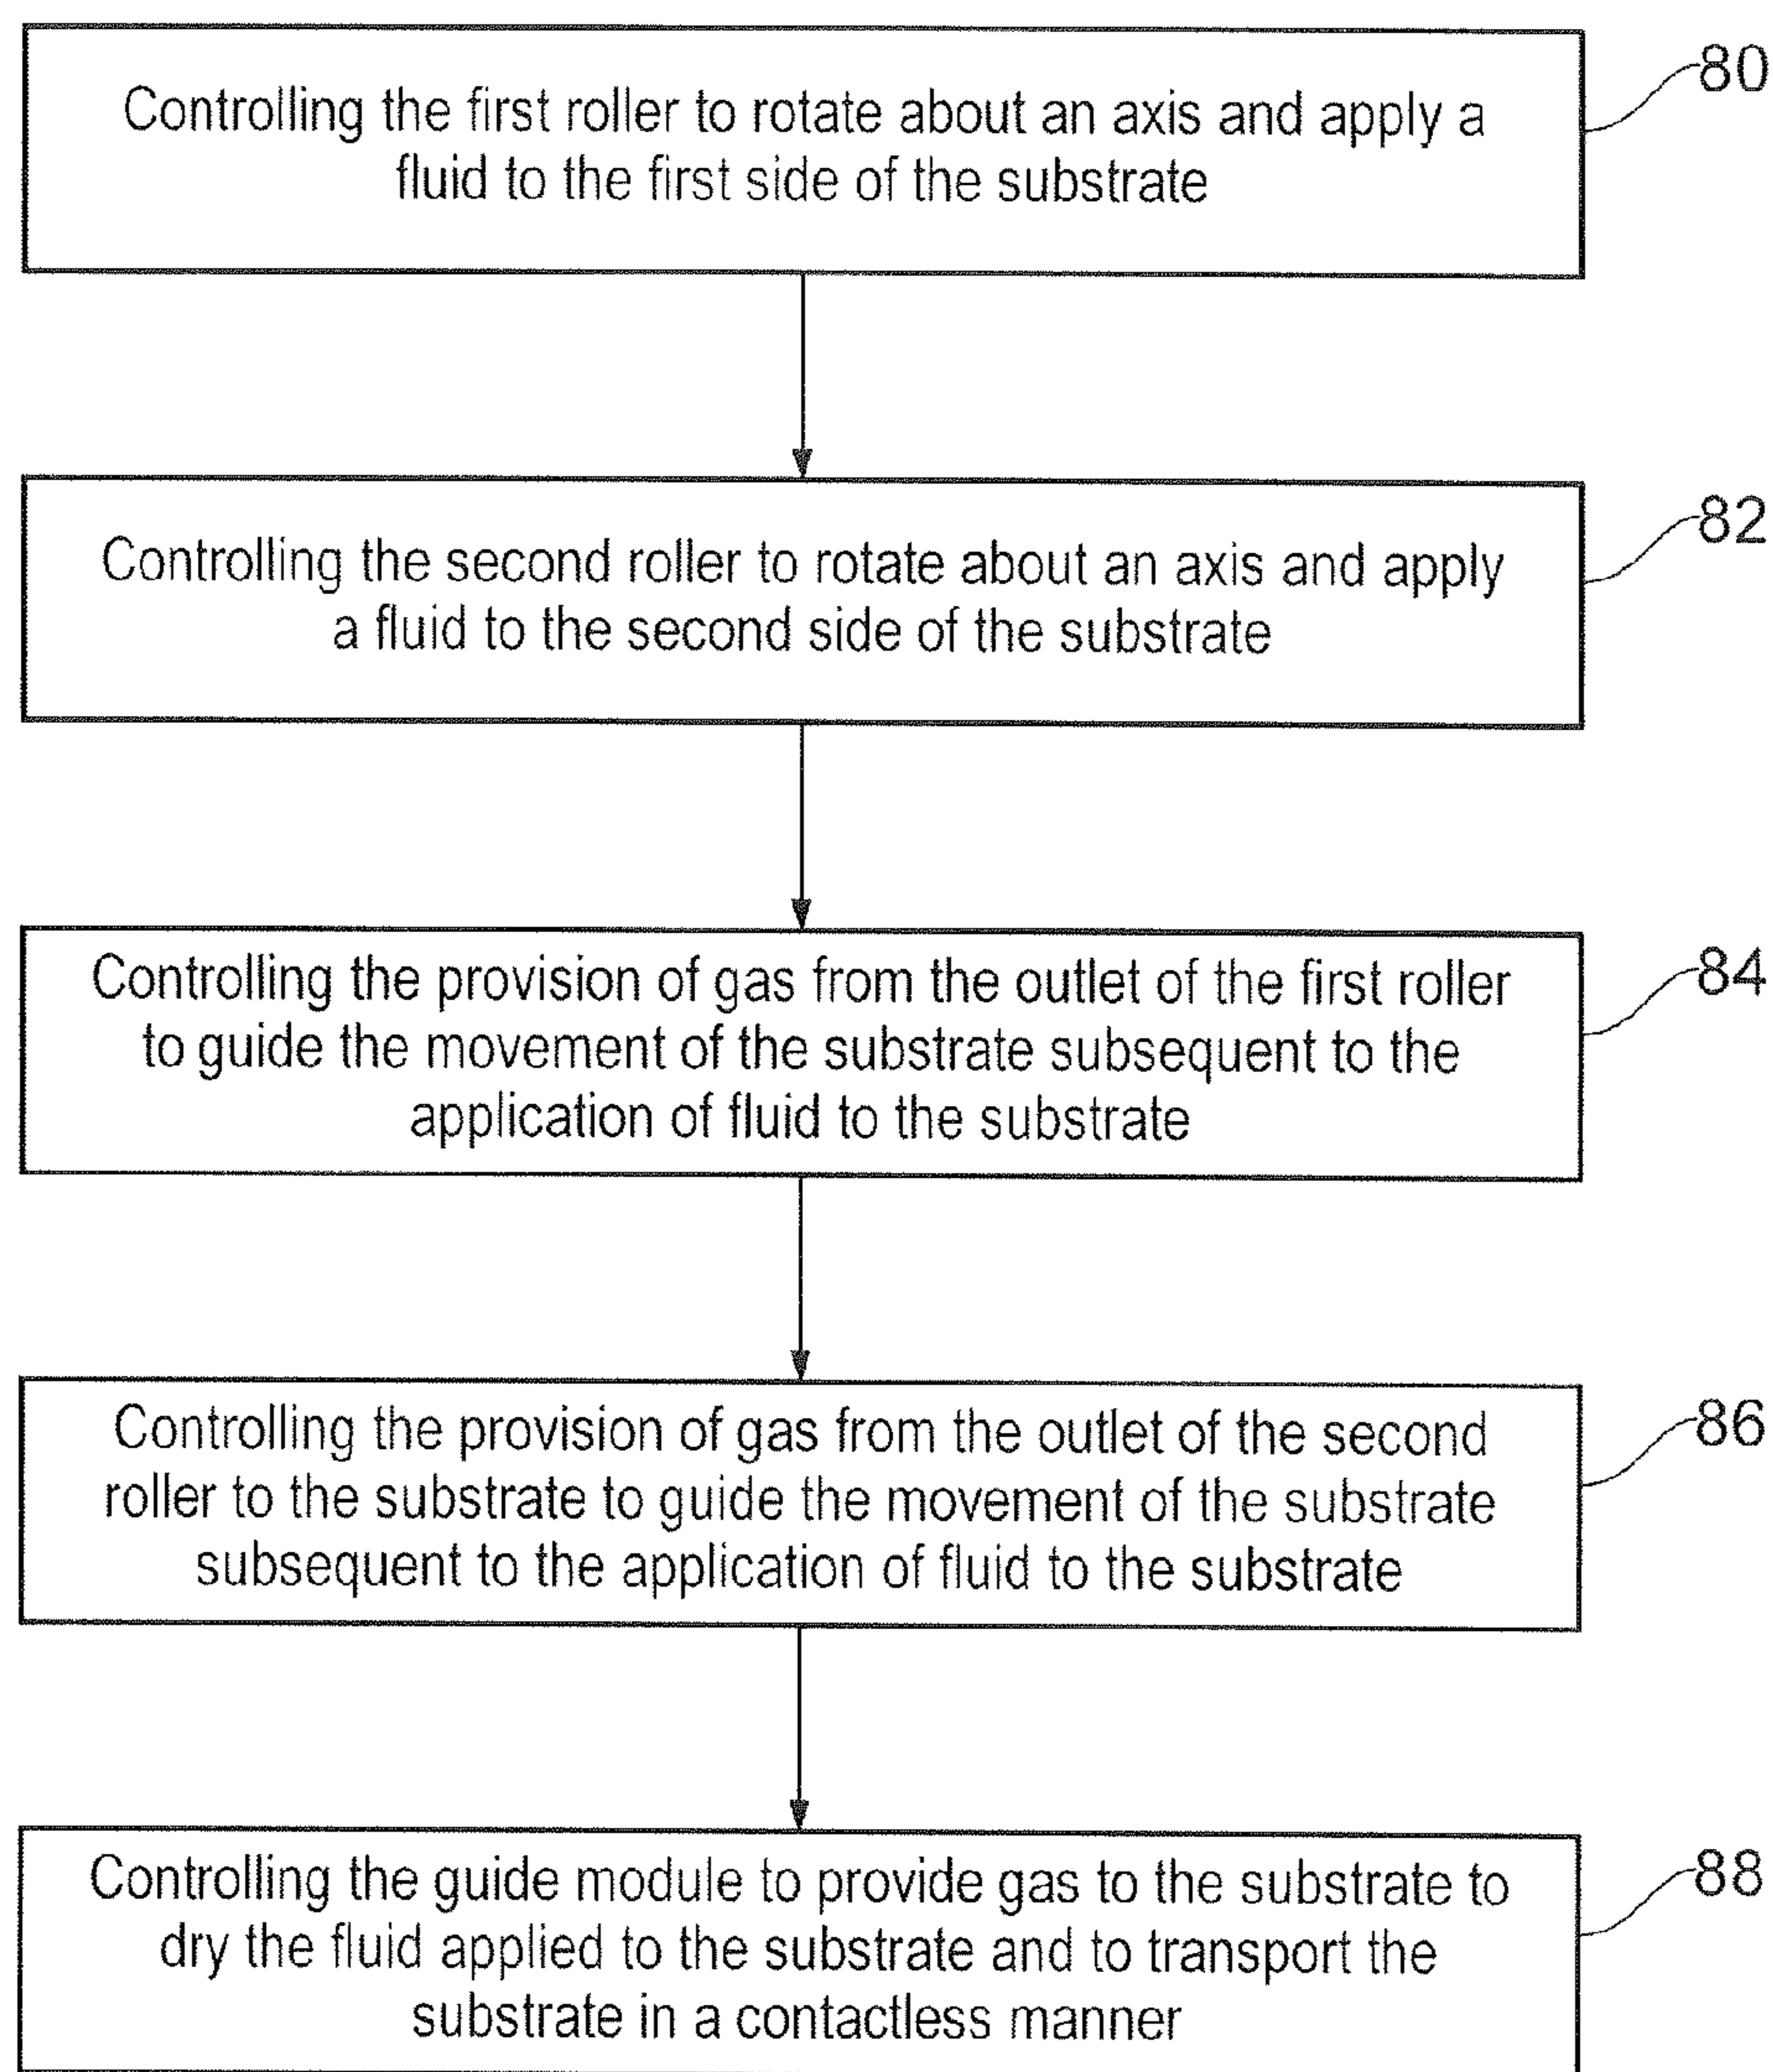 Controlling the first roller to rotate about an axis and apply a
fluid to the first side of the substrate
80
Controlling the second roller to rotate about an axis and apply
a fluid to the second side of the substrate
82
Controlling the provision of gas from the outlet of the first roller
to guide the movement of the substrate subsequent to the
application of fluid to the substrate
84
Controlling the provision of gas from the outlet of the second
roller to the substrate to guide the movement of the substrate
subsequent to the application of fluid to the substrate
86
Controlling the guide module to provide gas to the substrate to
dry the fluid applied to the substrate and to transport the
substrate in a contactless manner
88